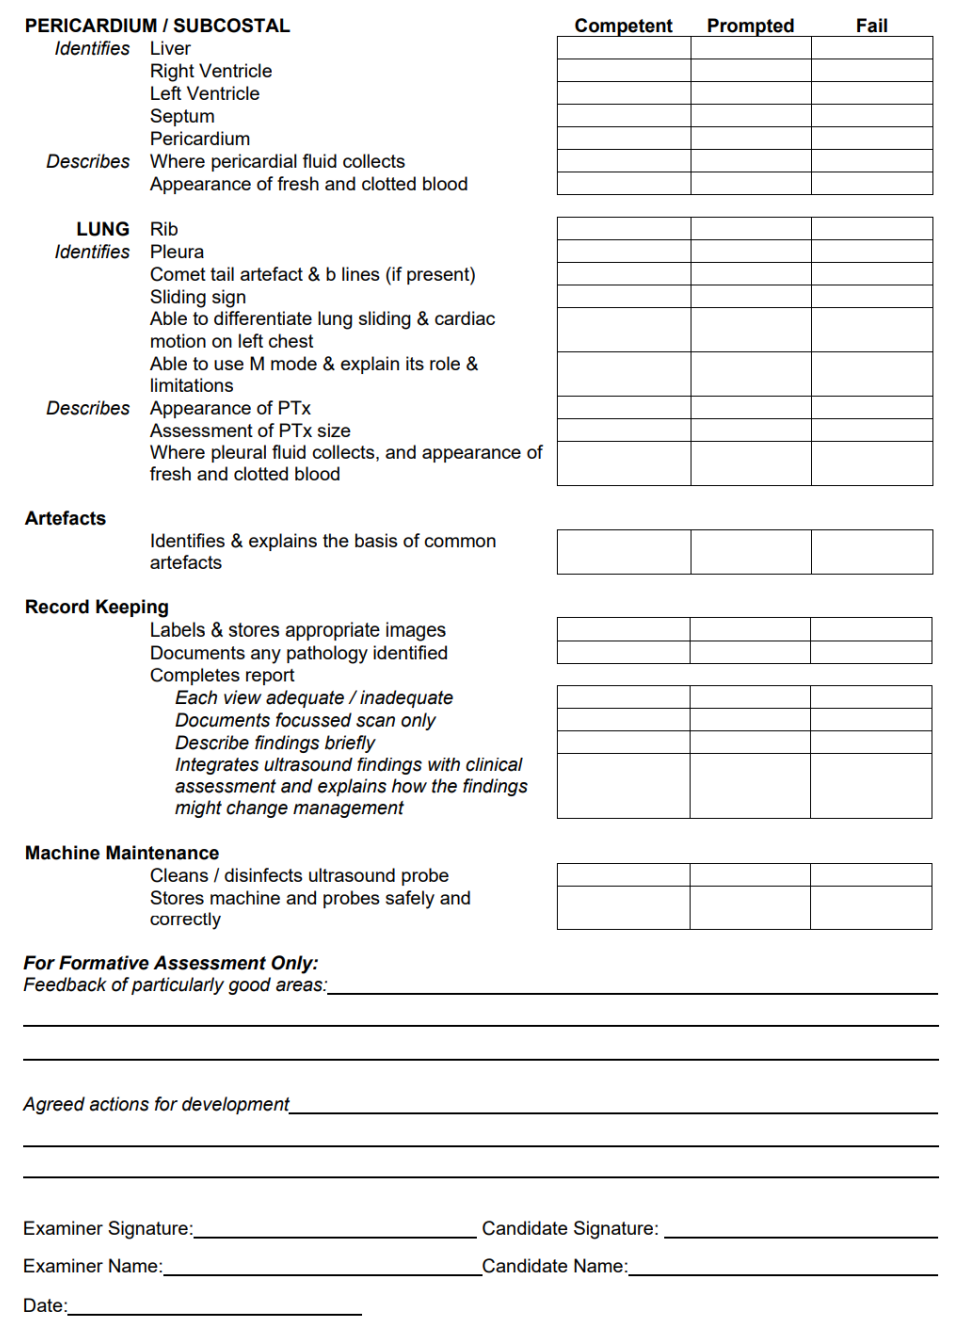 PERICARDIUM / SUBCOSTAL Competent Prompted Fail
Identifies Liver
Right Ventricle
Left Ventricle
Septum
Pericardium
Describes Where pericardial fluid collects
Appearance of fresh and clotted blood
LUNG Rib
Identifies Pleura
Comet tail artefact & b lines (if present)
Sliding sign
Able to differentiate lung sliding & cardiac
motion on left chest
Able to use M mode & explain its role &
limitations
Describes Appearance of PTx
Assessment of PTx size
Where pleural fluid collects, and appearance of
fresh and clotted blood
Artefacts
Identifies & explains the basis of common
artefacts
Record Keeping
Labels & stores appropriate images
Documents any pathology identified
Completes report
Each view adequate / inadequate
Documents focussed scan only
Describe findings briefly
Integrates ultrasound findings with clinical
assessment and explains how the findings
might change management
Machine Maintenance
Cleans / disinfects ultrasound probe
Stores machine and probes safely and
correctly
For Formative Assessment Only:
Feedback of particularly good areas:
Agreed actions for development
Examiner Signature: Candidate Signature:
Examiner Name: Candidate Name:
Date: